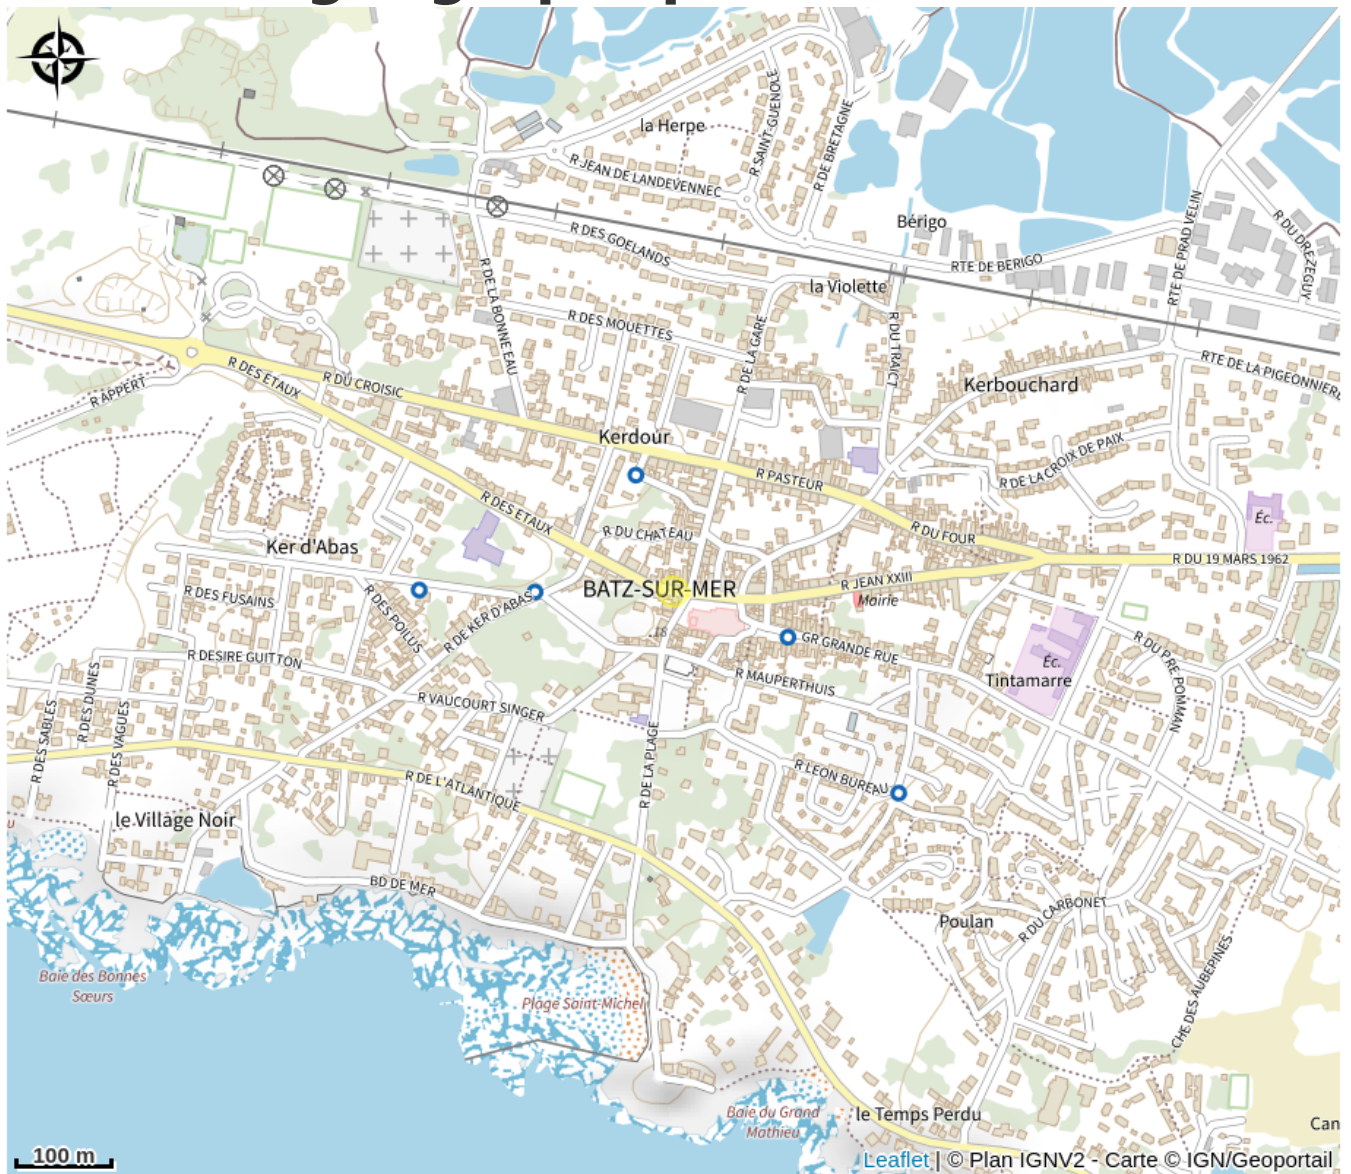 la Herpe
R SAINT-GUENOLE
R DE BRETAGNE
R JEAN DE LANDEVENNEC
R DES GOELANDS
Bérigo
RTE DE BERIGO
RTE DE PRAD VELIN
R DU DREZEGUY
la Violette
R DE LA BONNE EAU
R DES MOUETTES
R DE LA GARE
R DU TRAICT
RTE DE LA PIGEONNIERE
R DES ETAUX
R DU CROISIC
R APPERT
Kerbouchard
Kerdour
R PASTEUR
R DE LA CROIX DE PAIX
R DES ETAUX
R DU CHATEAU
R DU FOUR
Éc.
Ker d'Abas
R DU 19 MARS 1962
BATZ-SUR-MER
R JEAN XXIII
Mairie
R DES FUSAINS
R DES POILUS
R DE KER D'ABAS
18
GR GRANDE RUE
R DU PRE POMMAN
R DESIRE GUITTON
R MAUPERTHUIS
Éc.
Tintamarre
R DES SABLES
R DES DUNES
R DES VAGUES
R VAUCOURT SINGER
R DE LA PLAGE
R LEON BUREAU
R DE L'ATLANTIQUE
le Village Noir
u
BD DE MER
Poulan
R DU CARBONET
CHE DES AUBEPINES
Baie des Bonnes
Sœurs
Plage Saint-Michel
Baie du Grand
Mathieu
le Temps Perdu
Can
100 m
Leaflet | © Plan IGNV2 - Carte © IGN/Geoportail